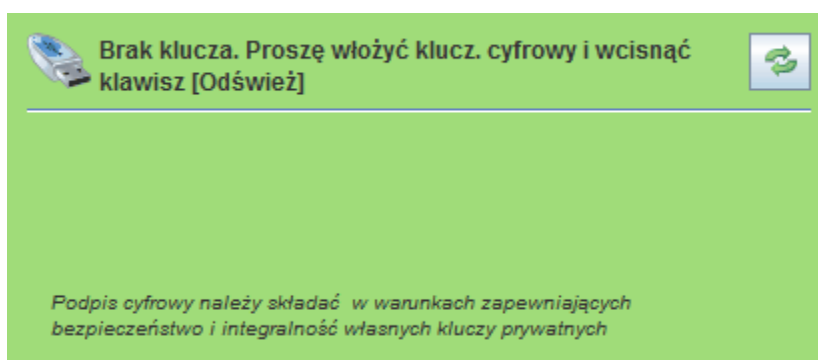 Brak klucza. Proszę włożyć klucz. cyfrowy i wcisnąć
klawisz [Odśwież]
Podpis cyfrowy należy składać w warunkach zapewniających
bezpieczeństwo i integralność własnych kluczy prywatnych